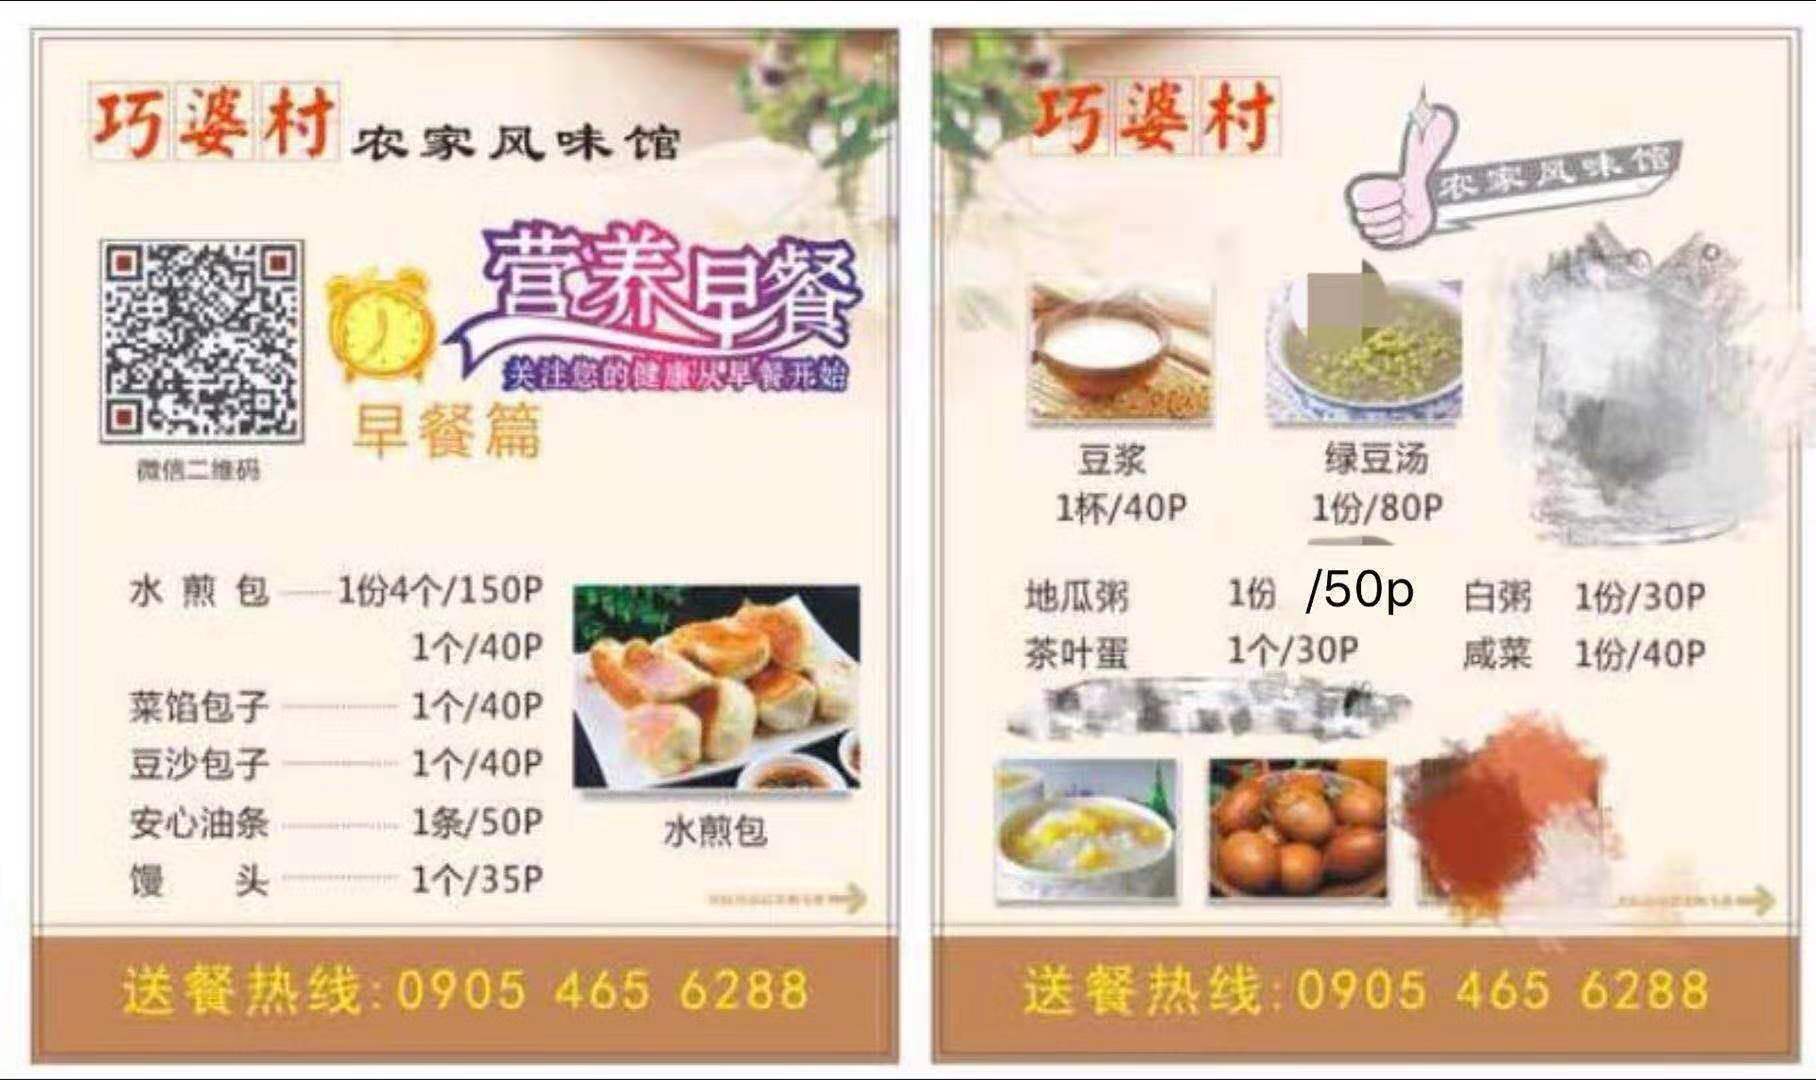 巧婆村 农家风味馆
营养早餐
关注您的健康从早餐开始
早餐篇
微信二维码
水煎包 1份4个/150P
1个/40P
菜馅包子 1个/40P
豆沙包子 1个/40P
安心油条 1条/50P
馒头 1个/35P
水煎包
送餐热线:0905 465 6288
巧婆村
农家风味馆
豆浆
1杯/40P
绿豆汤
1份/80P
地瓜粥 1份 /50p 白粥 1份/30P
茶叶蛋 1个/30P 咸菜 1份/40P
送餐热线:0905 465 6288